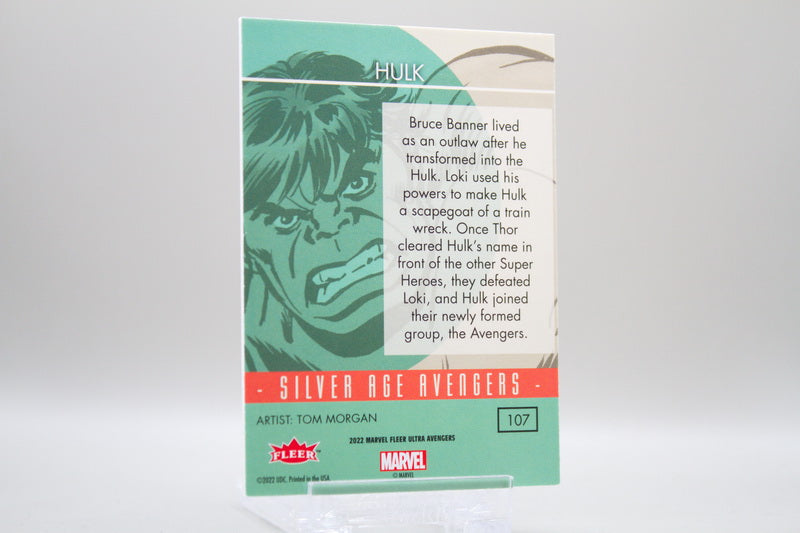 HULK
Bruce Banner lived
as an outlaw after he
transformed into the
Hulk. Loki used his
powers to make Hulk
a scapegoat of a train
wreck. Once Thor
cleared Hulk's name in
front of the other Super
Heroes, they defeated
Loki, and Hulk joined
their newly formed
group, the Avengers.
- SILVER AGE AVENGERS -
ARTIST: TOM MORGAN
107
2022 MARVEL FLEER ULTRA AVENGERS
FLEER™
MARVEL
©2022 UDC. Printed in the USA.
© MARVEL